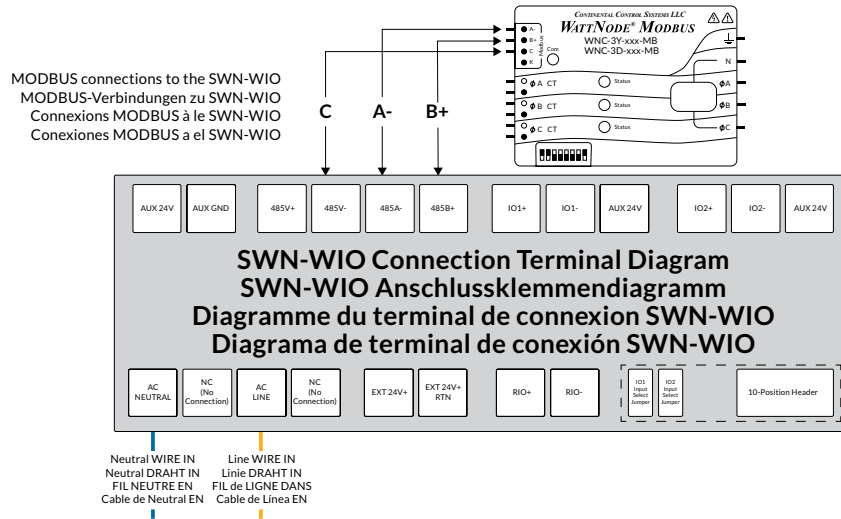 CONTINENTAL CONTROL SYSTEMS LLC
WATTNODE® MODBUS
WNC-3Y-xxx-MB
WNC-3D-xxx-MB
A-
B+
C
K
Modbus
Com
N
ϕA CT
Status
ϕA
ϕB CT
Status
ϕB
ϕC CT
Status
ϕC
MODBUS connections to the SWN-WIO
MODBUS-Verbindungen zu SWN-WIO
Connexions MODBUS à le SWN-WIO
Conexiones MODBUS a el SWN-WIO
C A- B+
AUX 24V
AUX GND
485V+
485V-
485A-
485B+
IO1+
IO1-
AUX 24V
IO2+
IO2-
AUX 24V
SWN-WIO Connection Terminal Diagram
SWN-WIO Anschlussklemmendiagramm
Diagramme du terminal de connexion SWN-WIO
Diagrama de terminal de conexión SWN-WIO
AC
NEUTRAL
NC
(No
Connection)
AC
LINE
NC
(No
Connection)
EXT 24V+
EXT 24V+
RTN
RIO+
RIO-
IO1
Input
Select
Jumper
IO2
Input
Select
Jumper
10-Position Header
Neutral WIRE IN
Neutral DRAHT IN
FIL NEUTRE EN
Cable de Neutral EN
Line WIRE IN
Linie DRAHT IN
FIL de LIGNE DANS
Cable de Línea EN